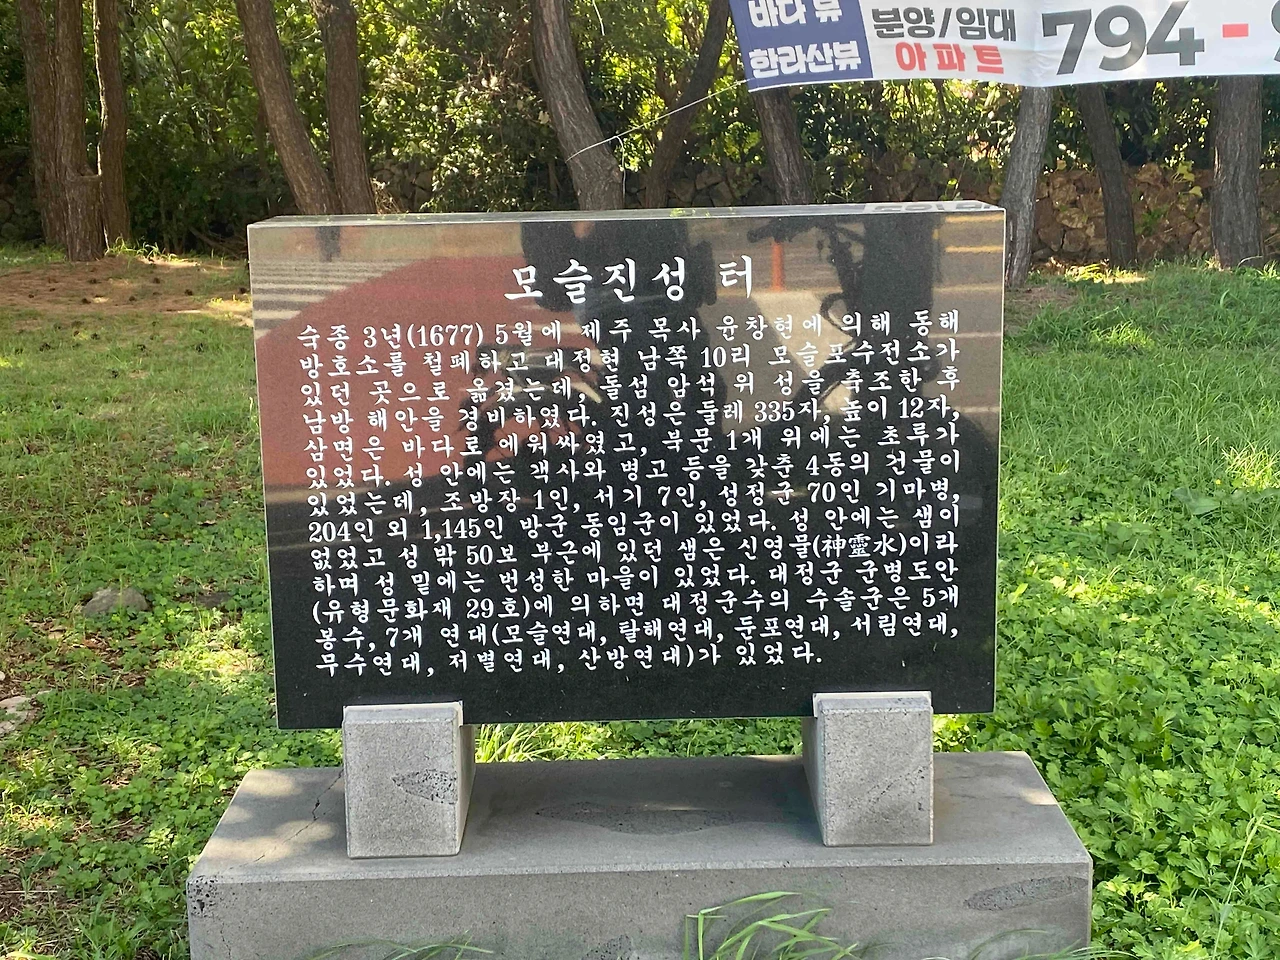 바다 뷰
한라산뷰
분양/임대
아파트
794-
모슬진성 터
숙종 3년(1677) 5월에 제주 목사 윤창현에 의해 동해
방호소를 철폐하고 대정현 남쪽 10리 모슬포수전소가
있던 곳으로 옮겼는데, 돌섬 암석 위 성을 축조한 후
남방 해안을 경비하였다. 진성은 둘레 335자, 높이 12자,
삼면은 바다로 에워싸였고, 북문 1개 위에는 초루가
있었다. 성 안에는 객사와 병고 등을 갖춘 4동의 건물이
있었는데, 조방장 1인, 서기 7인, 성정군 70인 기마병,
204인 외 1,145인 방군 동임군이 있었다. 성 안에는 샘이
없었고 성 밖 50보 부근에 있던 샘은 신영물(神靈水)이라
하며 성 밑에는 번성한 마을이 있었다. 대정군 군병도안
(유형문화재 29호)에 의하면 대정군수의 수솔군은 5개
봉수, 7개 연대(모슬연대, 탈해연대, 둔포연대, 서림연대,
무수연대, 저별연대, 산방연대)가 있었다.